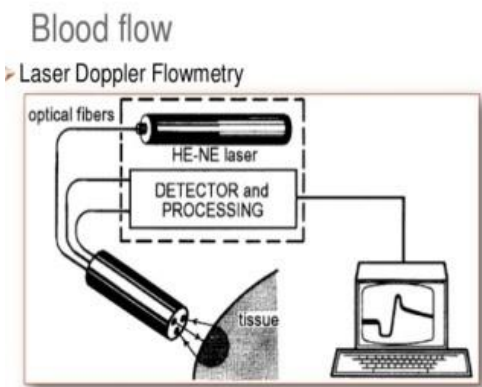 Blood flow
Laser Doppler Flowmetry
optical fibers
HE-NE laser
DETECTOR and
PROCESSING
tissue